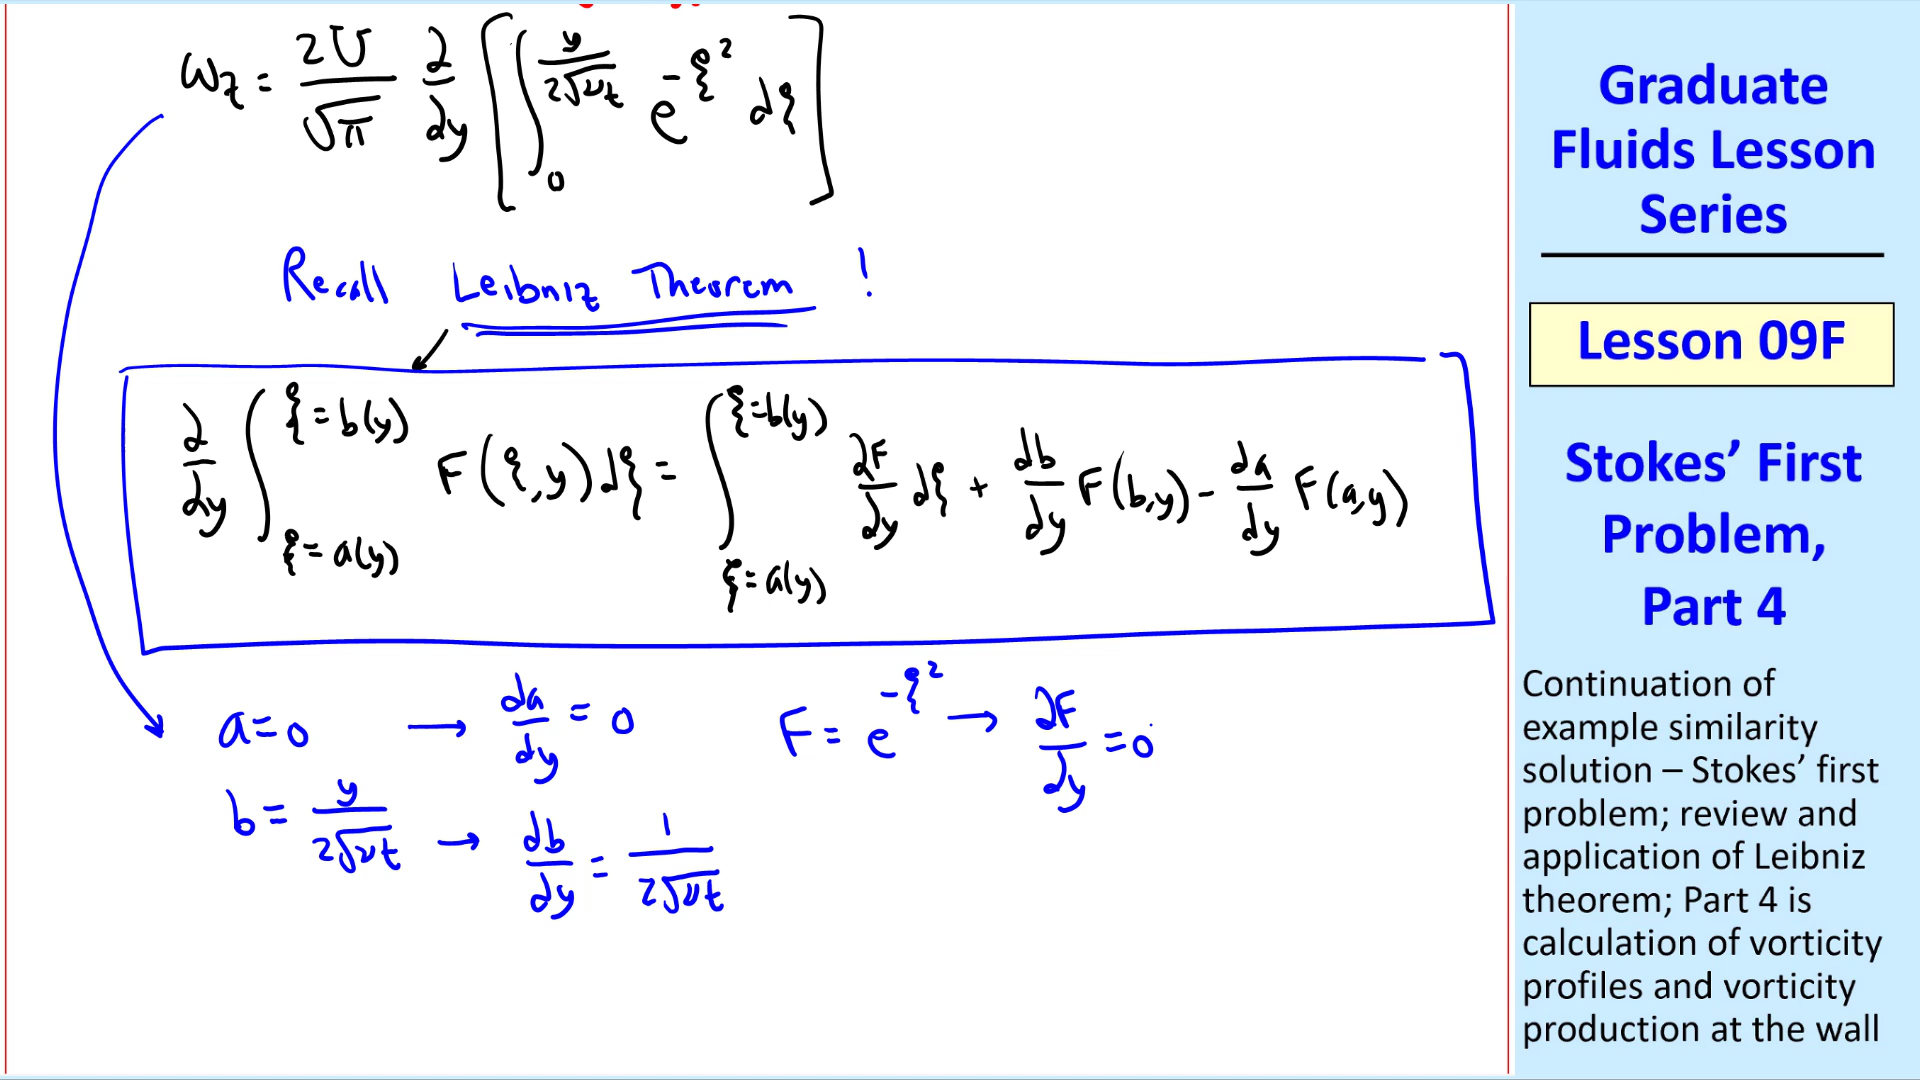 ω_z = 2U/√π ∂/∂y [∫_0^{y/(2√νt)} e^{-ξ²} dξ]
Recall Leibniz Theorem !
∂/∂y ∫_{ξ=a(y)}^{ξ=b(y)} F(ξ,y)dξ = ∫_{ξ=a(y)}^{ξ=b(y)} ∂F/∂y dξ + db/dy F(b,y) - da/dy F(a,y)
a=0 → da/dy = 0 F = e^{-ξ²} → ∂F/∂y = 0
b = y/(2√νt) → db/dy = 1/(2√νt)
Graduate
Fluids Lesson
Series
Lesson 09F
Stokes’ First
Problem,
Part 4
Continuation of
example similarity
solution – Stokes’ first
problem; review and
application of Leibniz
theorem; Part 4 is
calculation of vorticity
profiles and vorticity
production at the wall